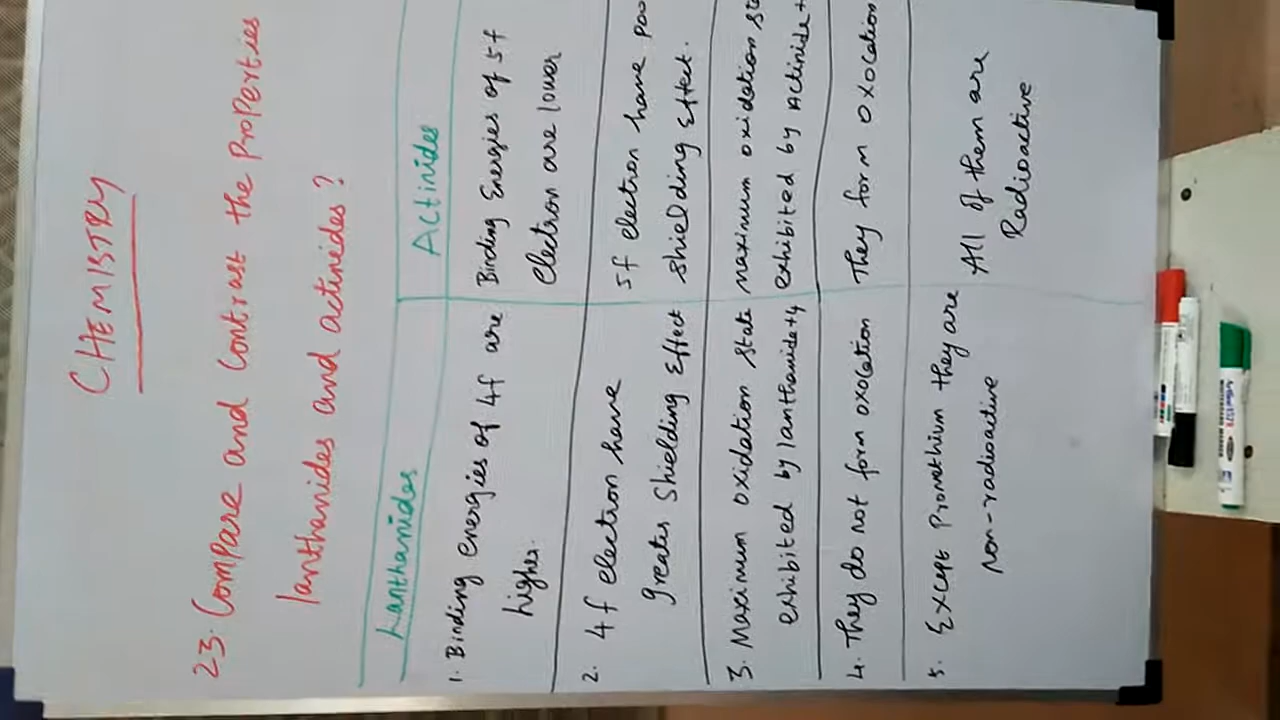 CHEMISTRY
23. Compare and Contrast the Properties
lanthanides and actinides ?
Lanthanides
Actinides
1. Binding energies of 4f are
higher.
Binding Energies of 5f
electron are lower
2. 4f electron have
greater shielding effect
5f electron have
shielding effect.
3. Maximum oxidation state
exhibited by lanthanide+4
maximum oxidation
exhibited by Actinide+
4. They do not form oxocation
They form oxocation
5. Except Promethium they are
non-radioactive
All of them are
Radioactive